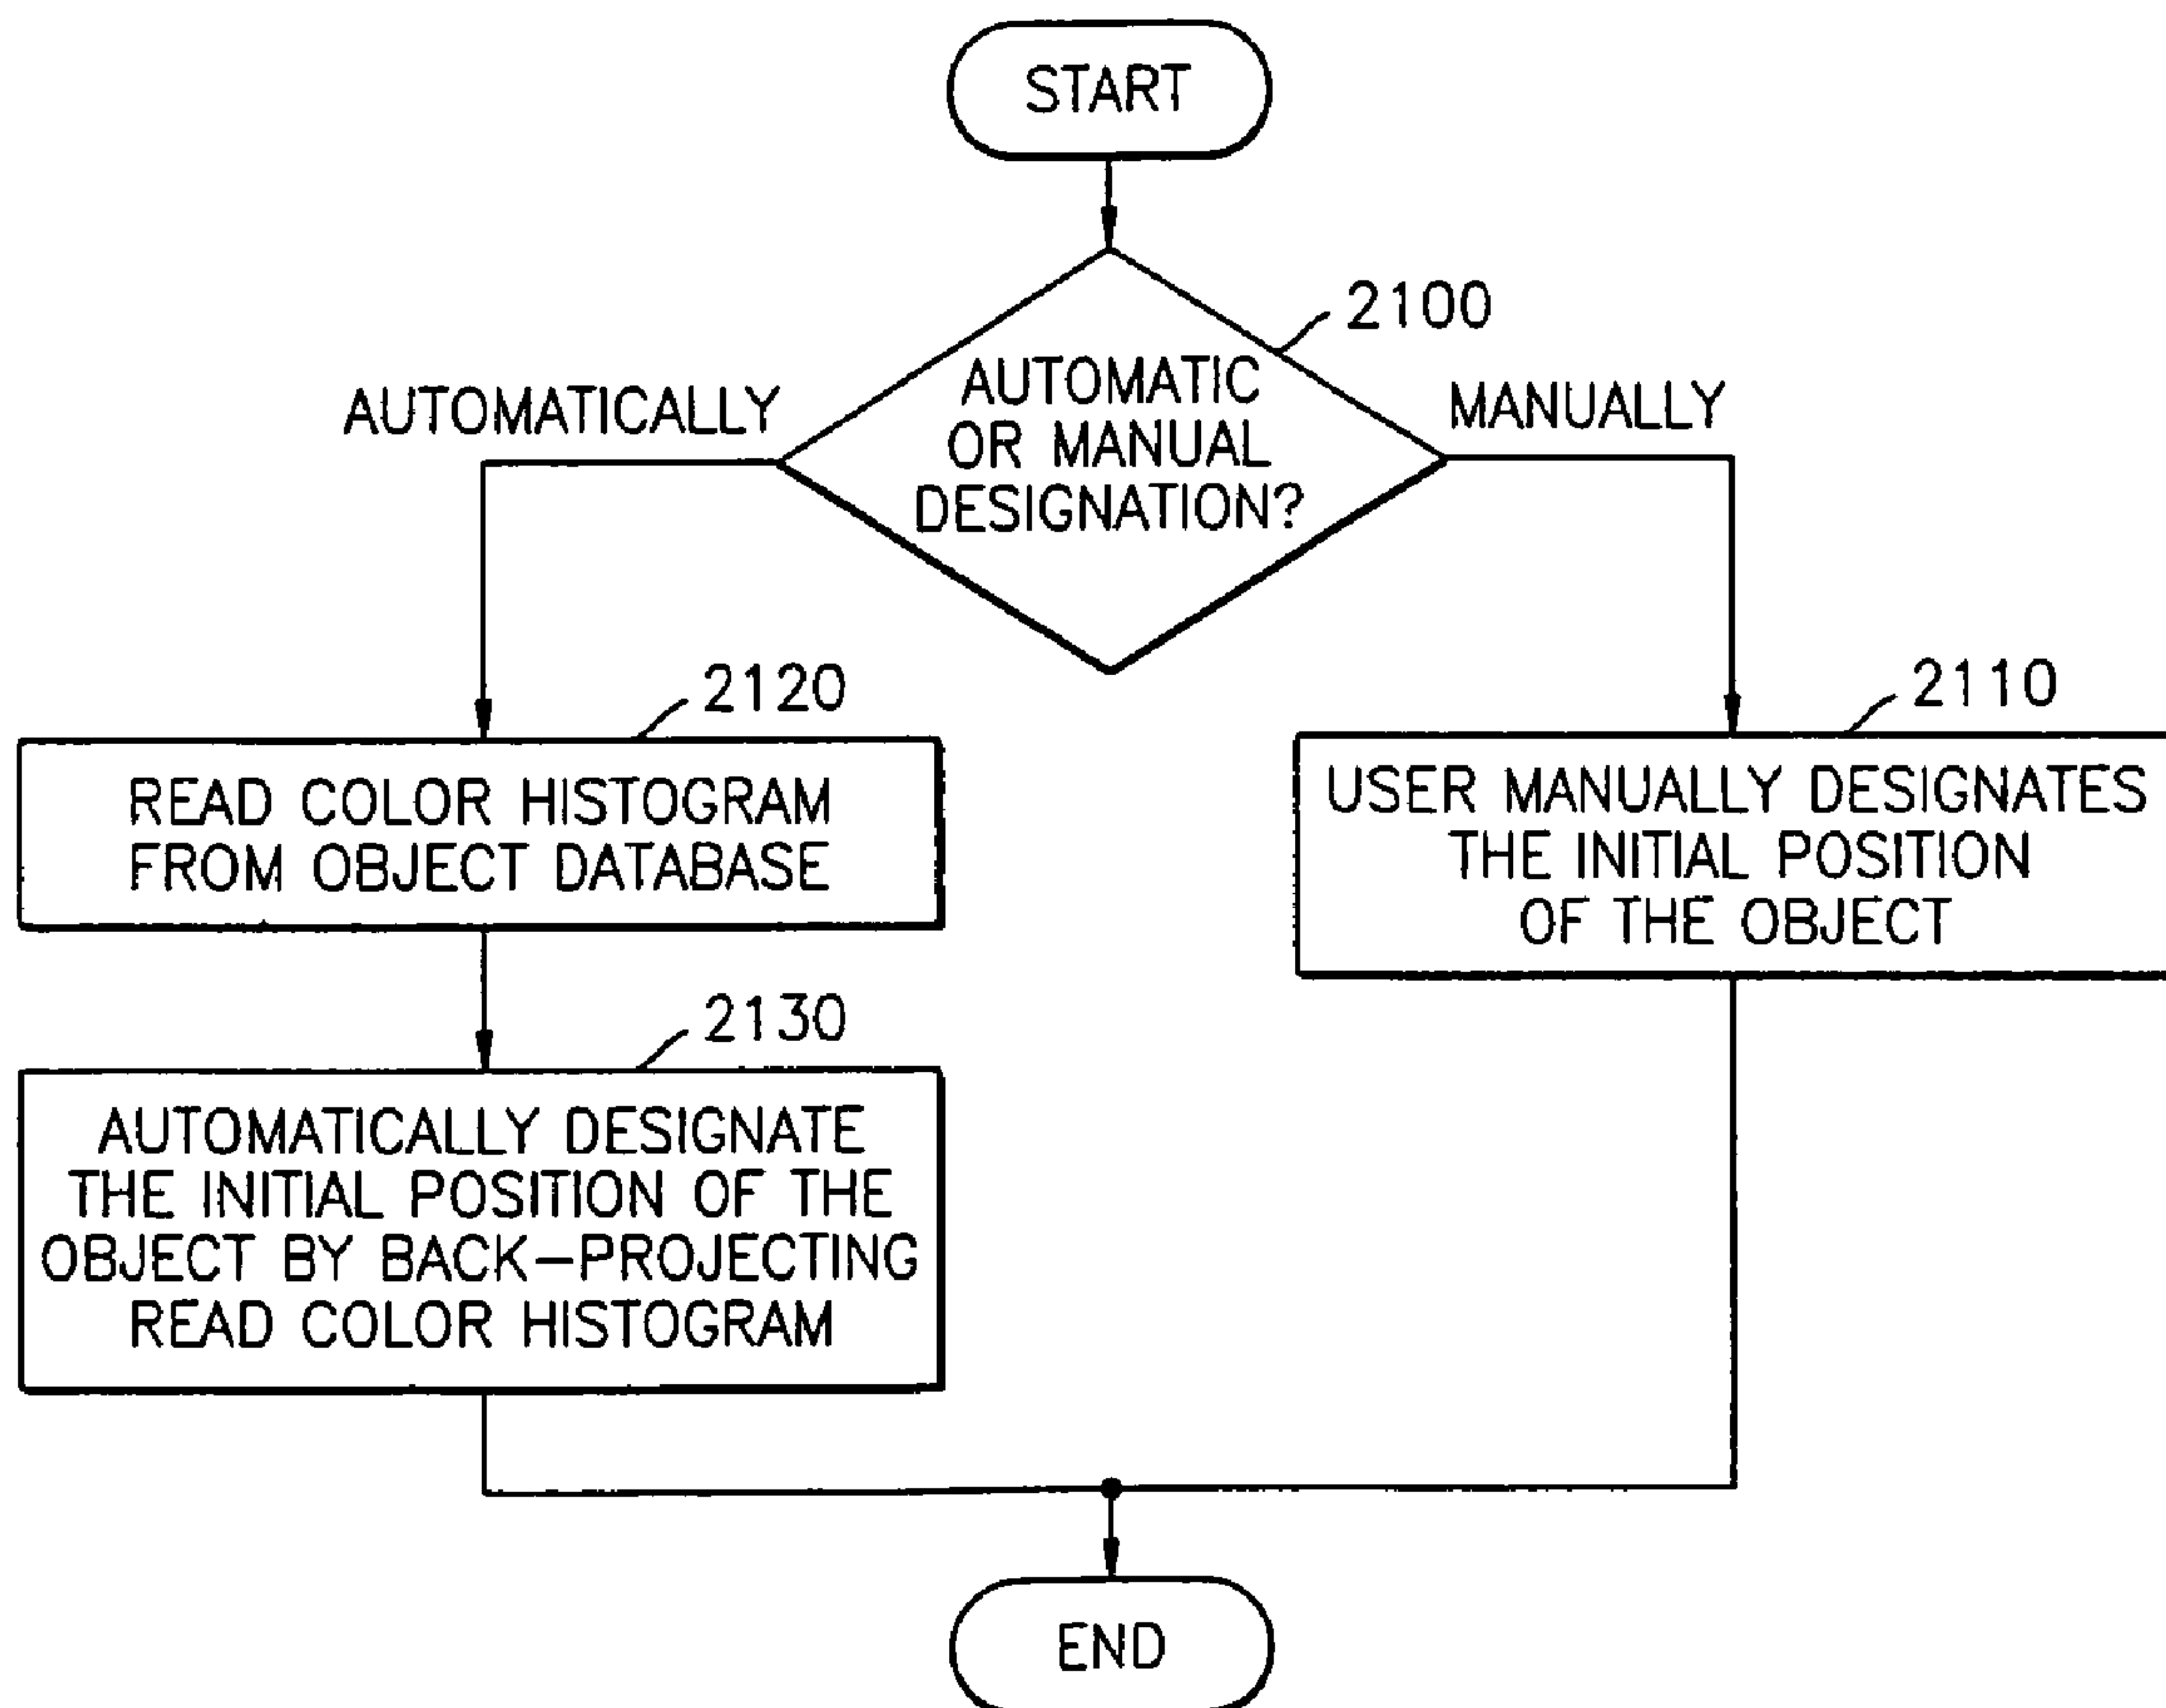 START
2100
AUTOMATIC
OR MANUAL
DESIGNATION?
AUTOMATICALLY
MANUALLY
2120
READ COLOR HISTOGRAM
FROM OBJECT DATABASE
2110
USER MANUALLY DESIGNATES
THE INITIAL POSITION
OF THE OBJECT
2130
AUTOMATICALLY DESIGNATE
THE INITIAL POSITION OF THE
OBJECT BY BACK-PROJECTING
READ COLOR HISTOGRAM
END